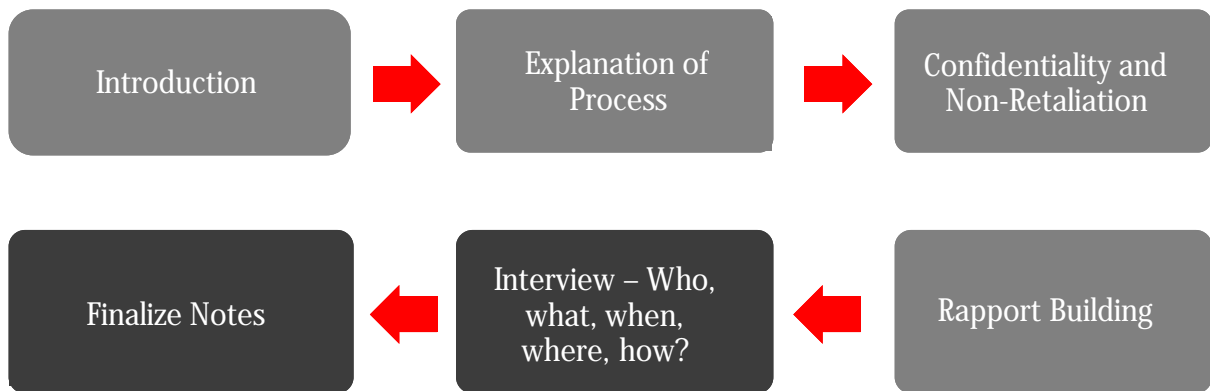 Introduction
Explanation of
Process
Confidentiality and
Non-Retaliation
Rapport Building
Interview – Who,
what, when,
where, how?
Finalize Notes